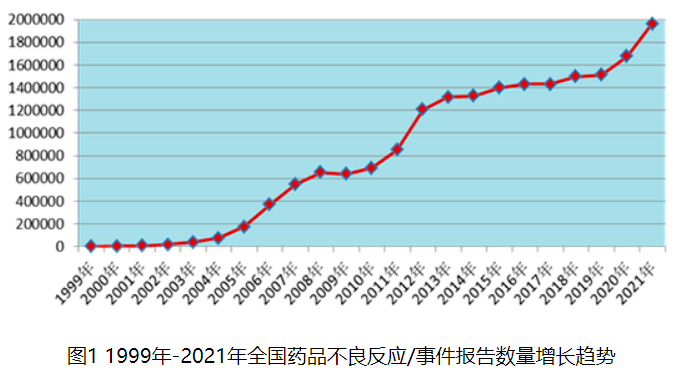 2000000
1800000
1600000
1400000
1200000
1000000
800000
600000
400000
200000
0
1999年
2000年
2001年
2002年
2003年
2004年
2005年
2006年
2007年
2008年
2009年
2010年
2011年
2012年
2013年
2014年
2015年
2016年
2017年
2018年
2019年
2020年
2021年
图1 1999年-2021年全国药品不良反应/事件报告数量增长趋势